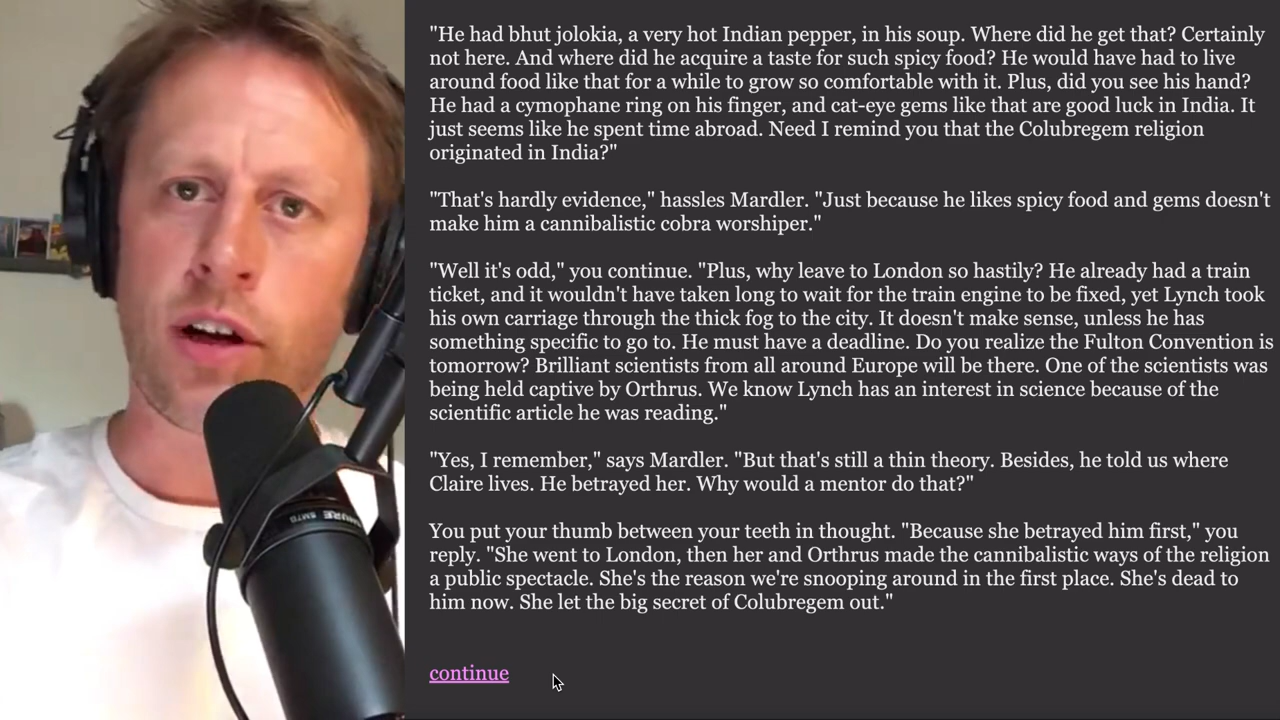 "He had bhut jolokia, a very hot Indian pepper, in his soup. Where did he get that? Certainly
not here. And where did he acquire a taste for such spicy food? He would have had to live
around food like that for a while to grow so comfortable with it. Plus, did you see his hand?
He had a cymophane ring on his finger, and cat-eye gems like that are good luck in India. It
just seems like he spent time abroad. Need I remind you that the Colubregem religion
originated in India?"
"That's hardly evidence," hassles Mardler. "Just because he likes spicy food and gems doesn't
make him a cannibalistic cobra worshiper."
"Well it's odd," you continue. "Plus, why leave to London so hastily? He already had a train
ticket, and it wouldn't have taken long to wait for the train engine to be fixed, yet Lynch took
his own carriage through the thick fog to the city. It doesn't make sense, unless he has
something specific to go to. He must have a deadline. Do you realize the Fulton Convention is
tomorrow? Brilliant scientists from all around Europe will be there. One of the scientists was
being held captive by Orthrus. We know Lynch has an interest in science because of the
scientific article he was reading."
"Yes, I remember," says Mardler. "But that's still a thin theory. Besides, he told us where
Claire lives. He betrayed her. Why would a mentor do that?"
You put your thumb between your teeth in thought. "Because she betrayed him first," you
reply. "She went to London, then her and Orthrus made the cannibalistic ways of the religion
a public spectacle. She's the reason we're snooping around in the first place. She's dead to
him now. She let the big secret of Colubregem out."
continue
SHURE SM7B